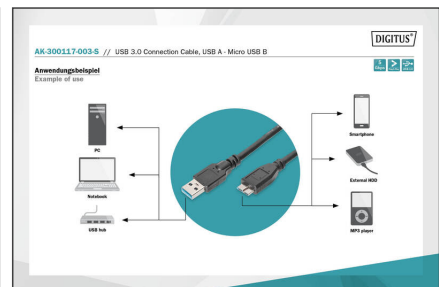 DIGITUS®
AK-300117-003-S // USB 3.0 Connection Cable, USB A - Micro USB B
Anwendungsbeispiel
Example of use
PC
Notebook
USB hub
Smartphone
External HDD
MP3 player